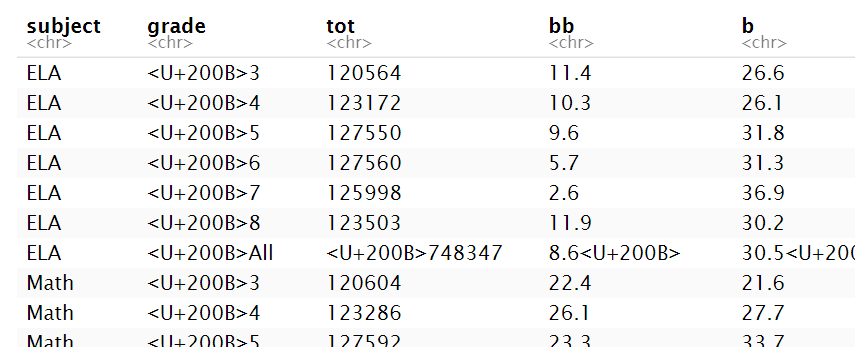 subject grade tot bb b
<chr> <chr> <chr> <chr> <chr>
ELA <U+200B>3 120564 11.4 26.6
ELA <U+200B>4 123172 10.3 26.1
ELA <U+200B>5 127550 9.6 31.8
ELA <U+200B>6 127560 5.7 31.3
ELA <U+200B>7 125998 2.6 36.9
ELA <U+200B>8 123503 11.9 30.2
ELA <U+200B>All <U+200B>748347 8.6<U+200B> 30.5<U+200
Math <U+200B>3 120604 22.4 21.6
Math <U+200B>4 123286 26.1 27.7
Math <U+200B>5 127592 23.3 33.7